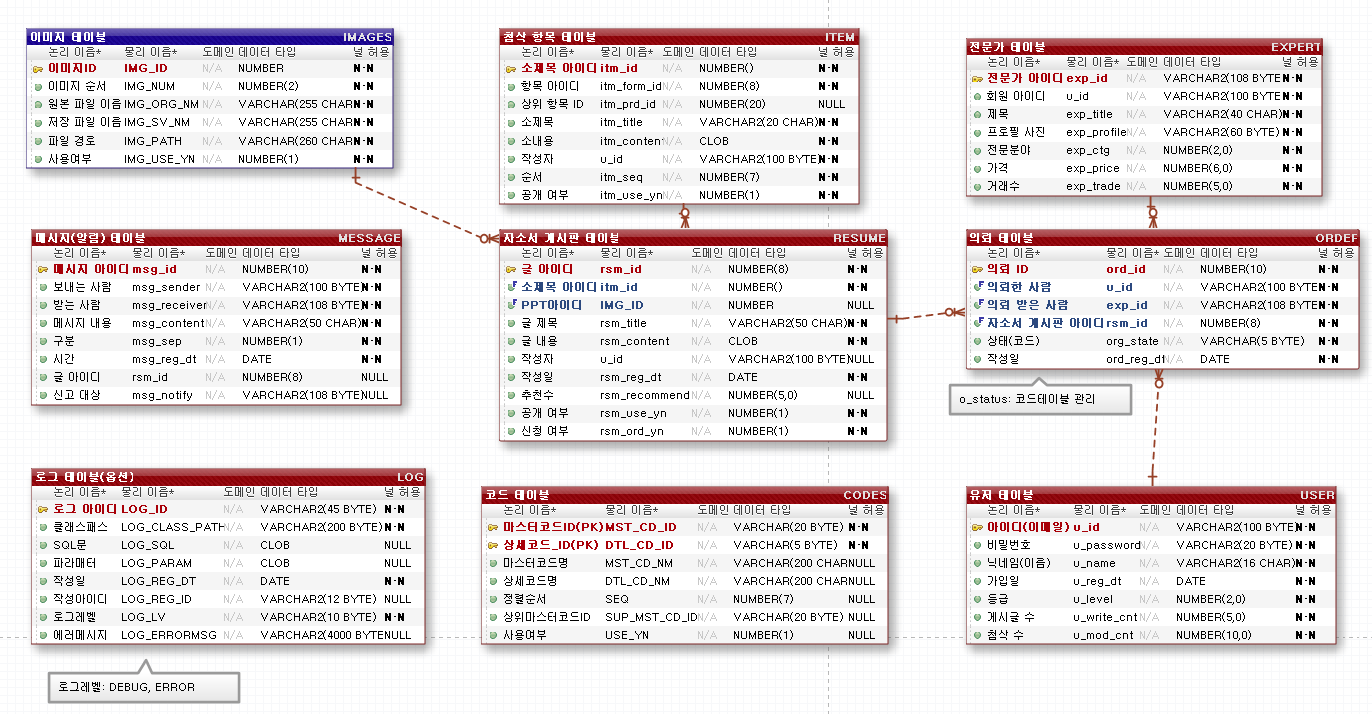 이미지 테이블 IMAGES
논리 이름* 물리 이름* 도메인 데이터 타입 널 허용
이미지ID IMG_ID N/A NUMBER N-N
이미지 순서 IMG_NUM N/A NUMBER(2) N-N
원본 파일 이름 IMG_ORG_NM N/A VARCHAR(255 CHAR N-N
저장 파일 이름 IMG_SV_NM N/A VARCHAR(255 CHAR N-N
파일 경로 IMG_PATH N/A VARCHAR(260 CHAR N-N
사용여부 IMG_USE_YN N/A NUMBER(1) N-N
첨삭 항목 테이블 ITEM
논리 이름* 물리 이름* 도메인 데이터 타입 널 허용
소제목 아이디 itm_id N/A NUMBER() N-N
항목 아이디 itm_form_id N/A NUMBER(8) N-N
상위 항목 ID itm_prd_id N/A NUMBER(20) NULL
소제목 itm_title N/A VARCHAR2(20 CHAR) N-N
소내용 itm_content N/A CLOB N-N
작성자 u_id N/A VARCHAR2(100 BYTE) N-N
순서 itm_seq N/A NUMBER(7) N-N
공개 여부 itm_use_yn N/A NUMBER(1) N-N
전문가 테이블 EXPERT
논리 이름* 물리 이름* 도메인 데이터 타입 널 허용
전문가 아이디 exp_id N/A VARCHAR2(108 BYTE N-N
회원 아이디 u_id N/A VARCHAR2(100 BYTE N-N
제목 exp_title N/A VARCHAR2(40 CHAR) N-N
프로필 사진 exp_profile N/A VARCHAR2(60 BYTE) N-N
전문분야 exp_ctg N/A NUMBER(2,0) N-N
가격 exp_price N/A NUMBER(6,0) N-N
거래수 exp_trade N/A NUMBER(5,0) N-N
메시지(알림) 테이블 MESSAGE
논리 이름* 물리 이름* 도메인 데이터 타입 널 허용
메시지 아이디 msg_id N/A NUMBER(10) N-N
보내는 사람 msg_sender N/A VARCHAR2(100 BYTE N-N
받는 사람 msg_receiver N/A VARCHAR2(108 BYTE N-N
메시지 내용 msg_content N/A VARCHAR2(50 CHAR) N-N
구분 msg_sep N/A NUMBER(1) N-N
시간 msg_reg_dt N/A DATE N-N
글 아이디 rsm_id N/A NUMBER(8) NULL
신고 대상 msg_notify N/A VARCHAR2(108 BYTE NULL
자소서 게시판 테이블 RESUME
논리 이름* 물리 이름* 도메인 데이터 타입 널 허용
글 아이디 rsm_id N/A NUMBER(8) N-N
소제목 아이디 itm_id N/A NUMBER() N-N
PPT아이디 IMG_ID N/A NUMBER NULL
글 제목 rsm_title N/A VARCHAR2(50 CHAR) N-N
글 내용 rsm_content N/A CLOB N-N
작성자 u_id N/A VARCHAR2(100 BYTE) NULL
작성일 rsm_reg_dt N/A DATE N-N
추천수 rsm_recommend N/A NUMBER(5,0) NULL
공개 여부 rsm_use_yn N/A NUMBER(1) N-N
신청 여부 rsm_ord_yn N/A NUMBER(1) N-N
의뢰 테이블 ORDEF
논리 이름* 물리 이름* 도메인 데이터 타입 널 허용
의뢰 ID ord_id N/A NUMBER(10) N-N
의뢰한 사람 u_id N/A VARCHAR2(100 BYTE N-N
의뢰 받은 사람 exp_id N/A VARCHAR2(108 BYTE N-N
자소서 게시판 아이디 rsm_id N/A NUMBER(8) N-N
상태(코드) org_state N/A VARCHAR(5 BYTE) N-N
작성일 ord_reg_dt N/A DATE N-N
o_status: 코드테이블 관리
로그 테이블(옵션) LOG
논리 이름* 물리 이름* 도메인 데이터 타입 널 허용
로그 아이디 LOG_ID N/A VARCHAR2(45 BYTE) N-N
클래스패스 LOG_CLASS_PATH N/A VARCHAR2(200 BYTE) N-N
SQL문 LOG_SQL N/A CLOB NULL
파라매터 LOG_PARAM N/A CLOB NULL
작성일 LOG_REG_DT N/A DATE N-N
작성아이디 LOG_REG_ID N/A VARCHAR2(12 BYTE) NULL
로그레벨 LOG_LV N/A VARCHAR2(10 BYTE) N-N
에러메시지 LOG_ERRORMSG N/A VARCHAR2(4000 BYTE NULL
로그레벨: DEBUG, ERROR
코드 테이블 CODES
논리 이름* 물리 이름* 도메인 데이터 타입 널 허용
마스터코드ID(PK) MST_CD_ID N/A VARCHAR(20 BYTE) N-N
상세코드_ID(PK) DTL_CD_ID N/A VARCHAR(5 BYTE) N-N
마스터코드명 MST_CD_NM N/A VARCHAR(200 CHAR NULL
상세코드명 DTL_CD_NM N/A VARCHAR(200 CHAR NULL
정렬순서 SEQ N/A NUMBER(7) NULL
상위마스터코드ID SUP_MST_CD_ID N/A VARCHAR(20 BYTE) NULL
사용여부 USE_YN N/A NUMBER(1) NULL
유저 테이블 USER
논리 이름* 물리 이름* 도메인 데이터 타입 널 허용
아이디(이메일) u_id N/A VARCHAR2(100 BYTE N-N
비밀번호 u_password N/A VARCHAR2(20 BYTE) N-N
닉네임(이름) u_name N/A VARCHAR2(16 CHAR) N-N
가입일 u_reg_dt N/A DATE N-N
등급 u_level N/A NUMBER(2,0) N-N
게시글 수 u_write_cnt N/A NUMBER(5,0) N-N
첨삭 수 u_mod_cnt N/A NUMBER(10,0) N-N